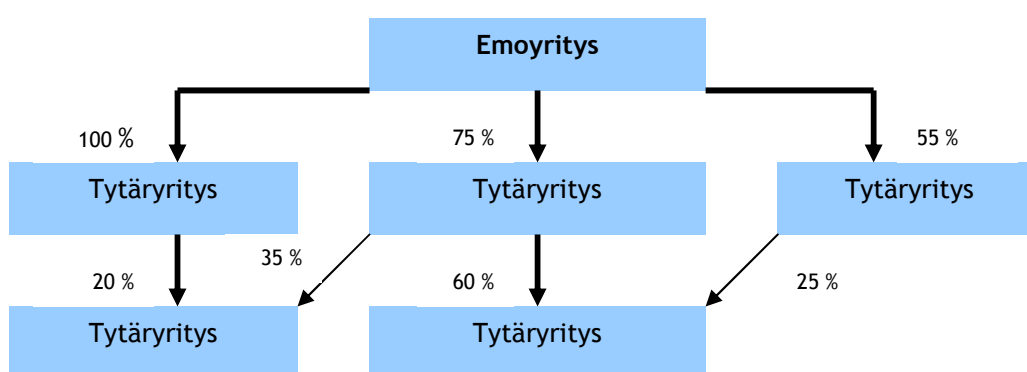 Emoyritys
100 %
75 %
55 %
Tytäryritys
Tytäryritys
Tytäryritys
35 %
20 %
60 %
25 %
Tytäryritys
Tytäryritys